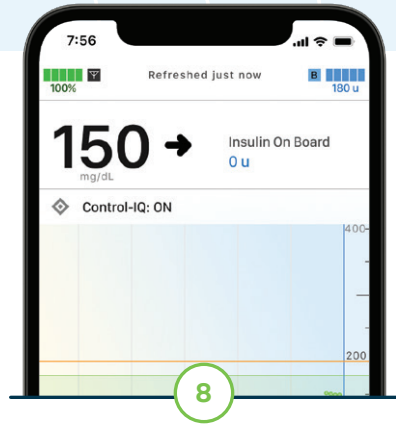 7:56
100%
Refreshed just now
B
180 u
150
mg/dL
Insulin On Board
0 u
Control-IQ: ON
400
200
8